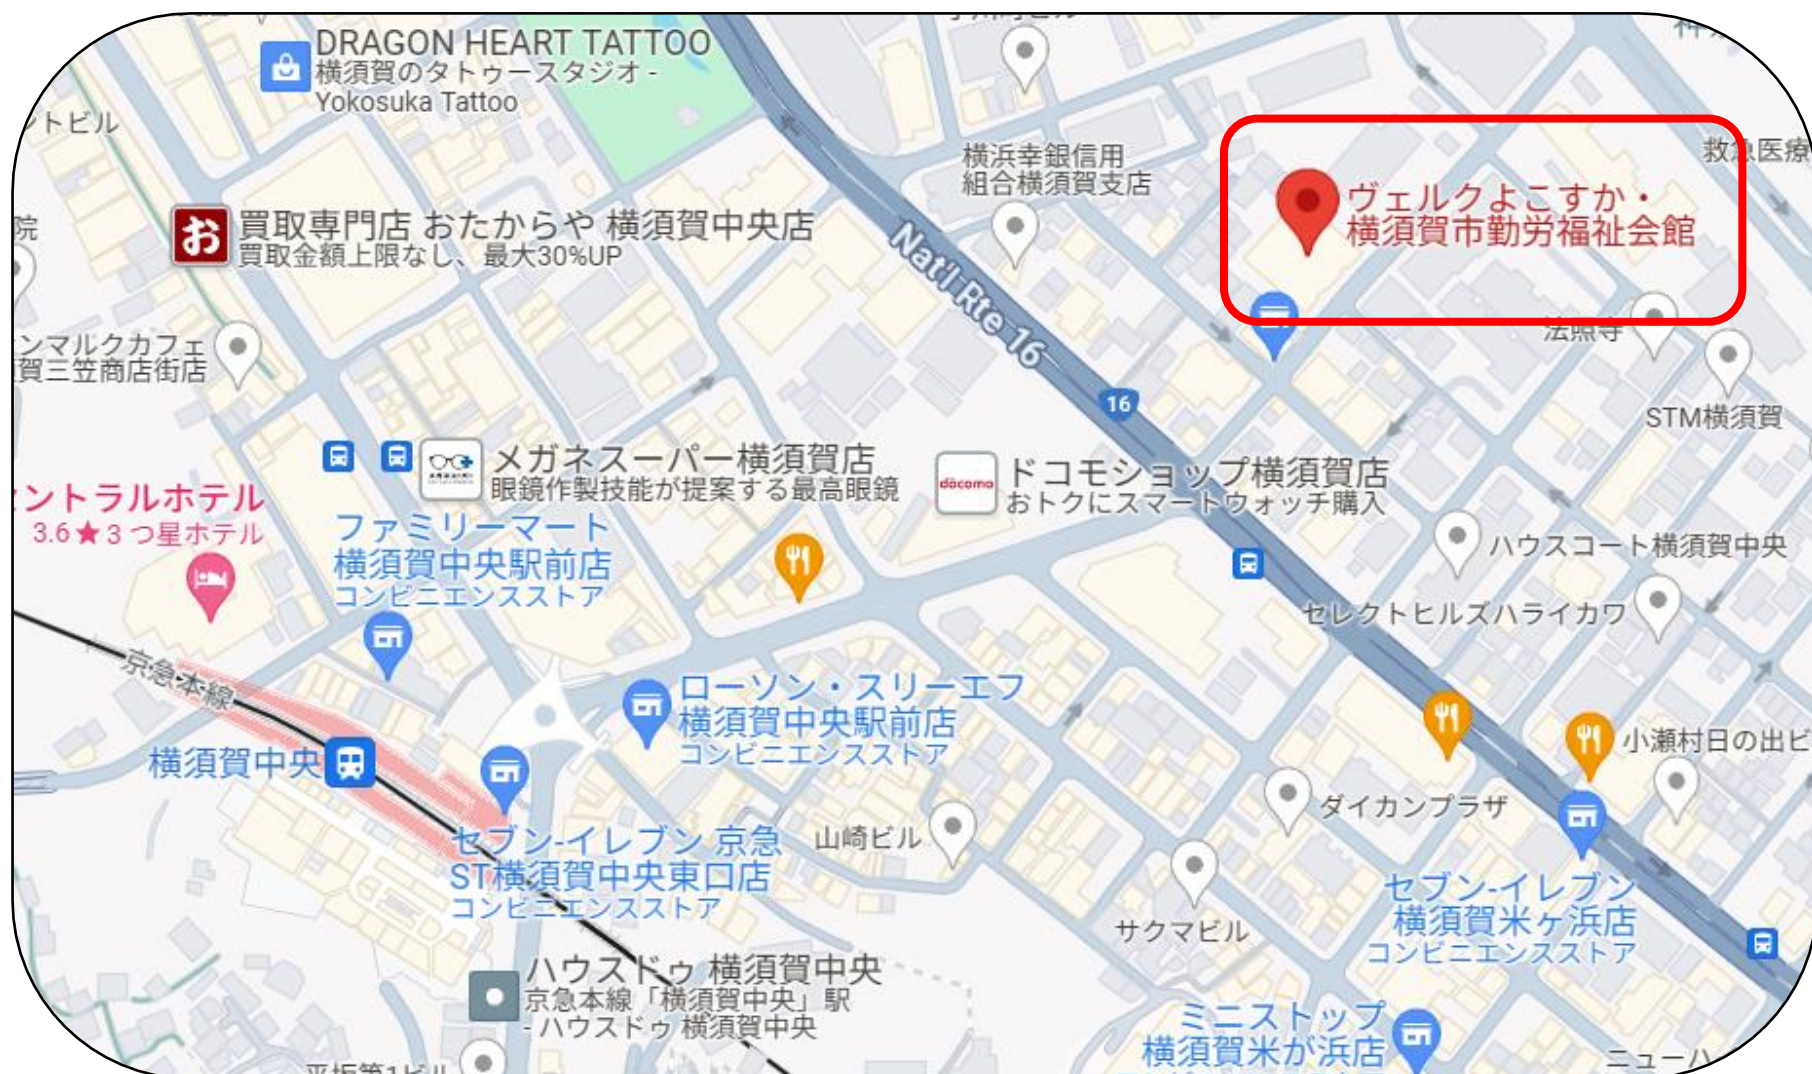 DRAGON HEART TATTOO
横須賀のタトゥースタジオ -
Yokosuka Tattoo
トビル
横浜幸銀信用
組合横須賀支店
救急医療
ヴェルクよこすか・
横須賀市勤労福祉会館
院
お
買取専門店 おたからや 横須賀中央店
買取金額上限なし、最大30%UP
Nat'l Rte 16
ンマルクカフェ
賀三笠商店街店
法照寺
STM横須賀
16
メガネスーパー横須賀店
眼鏡作製技能が提案する最高眼鏡
döcomo
ドコモショップ横須賀店
おトクにスマートウォッチ購入
ントラルホテル
3.6★3 つ星ホテル
ファミリーマート
横須賀中央駅前店
コンビニエンスストア
ハウスコート横須賀中央
セレクトヒルズハライカワ
京急本線
横須賀中央
ローソン・スリーエフ
横須賀中央駅前店
コンビニエンスストア
小瀬村日の出ビ
ダイカンプラザ
セブン-イレブン 京急
ST横須賀中央東口店
コンビニエンスストア
山崎ビル
セブン-イレブン
横須賀米ヶ浜店
コンビニエンスストア
サクマビル
ハウスドゥ 横須賀中央
京急本線「横須賀中央」駅
- ハウスドゥ 横須賀中央
ミニストップ
横須賀米が浜店
ニューハ
平坂第1ビル